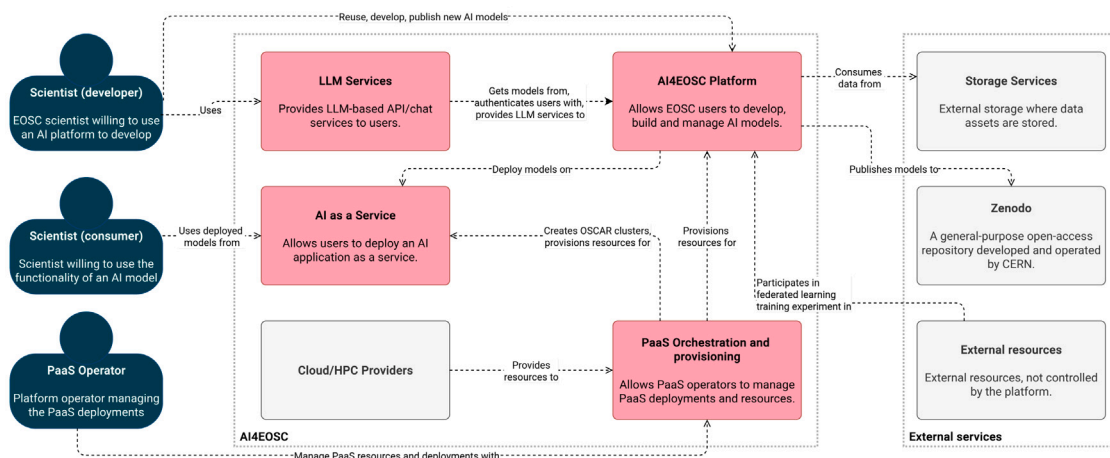 Reuse, develop, publish new AI models
Scientist (developer)
EOSC scientist willing to use
an AI platform to develop
Uses
LLM Services
Provides LLM-based API/chat
services to users.
Gets models from,
authenticates users with,
provides LLM services to
AI4EOSC Platform
Allows EOSC users to develop,
build and manage AI models.
Consumes
data from
Storage Services
External storage where data
assets are stored.
Deploy models on
Publishes models to
Scientist (consumer)
Scientist willing to use the
functionality of an AI model
Uses deployed
models from
AI as a Service
Allows users to deploy an AI
application as a service.
Creates OSCAR clusters,
provisions resources for
Provisions
resources for
Zenodo
A general-purpose open-access
repository developed and operated
by CERN.
Participates in
federated learning
training experiment in
PaaS Operator
Platform operator managing
the PaaS deployments
Cloud/HPC Providers
Provides
resources to
PaaS Orchestration and
provisioning
Allows PaaS operators to manage
PaaS deployments and resources.
External resources
External resources, not controlled
by the platform.
AI4EOSC
External services
Manage PaaS resources and deployments with